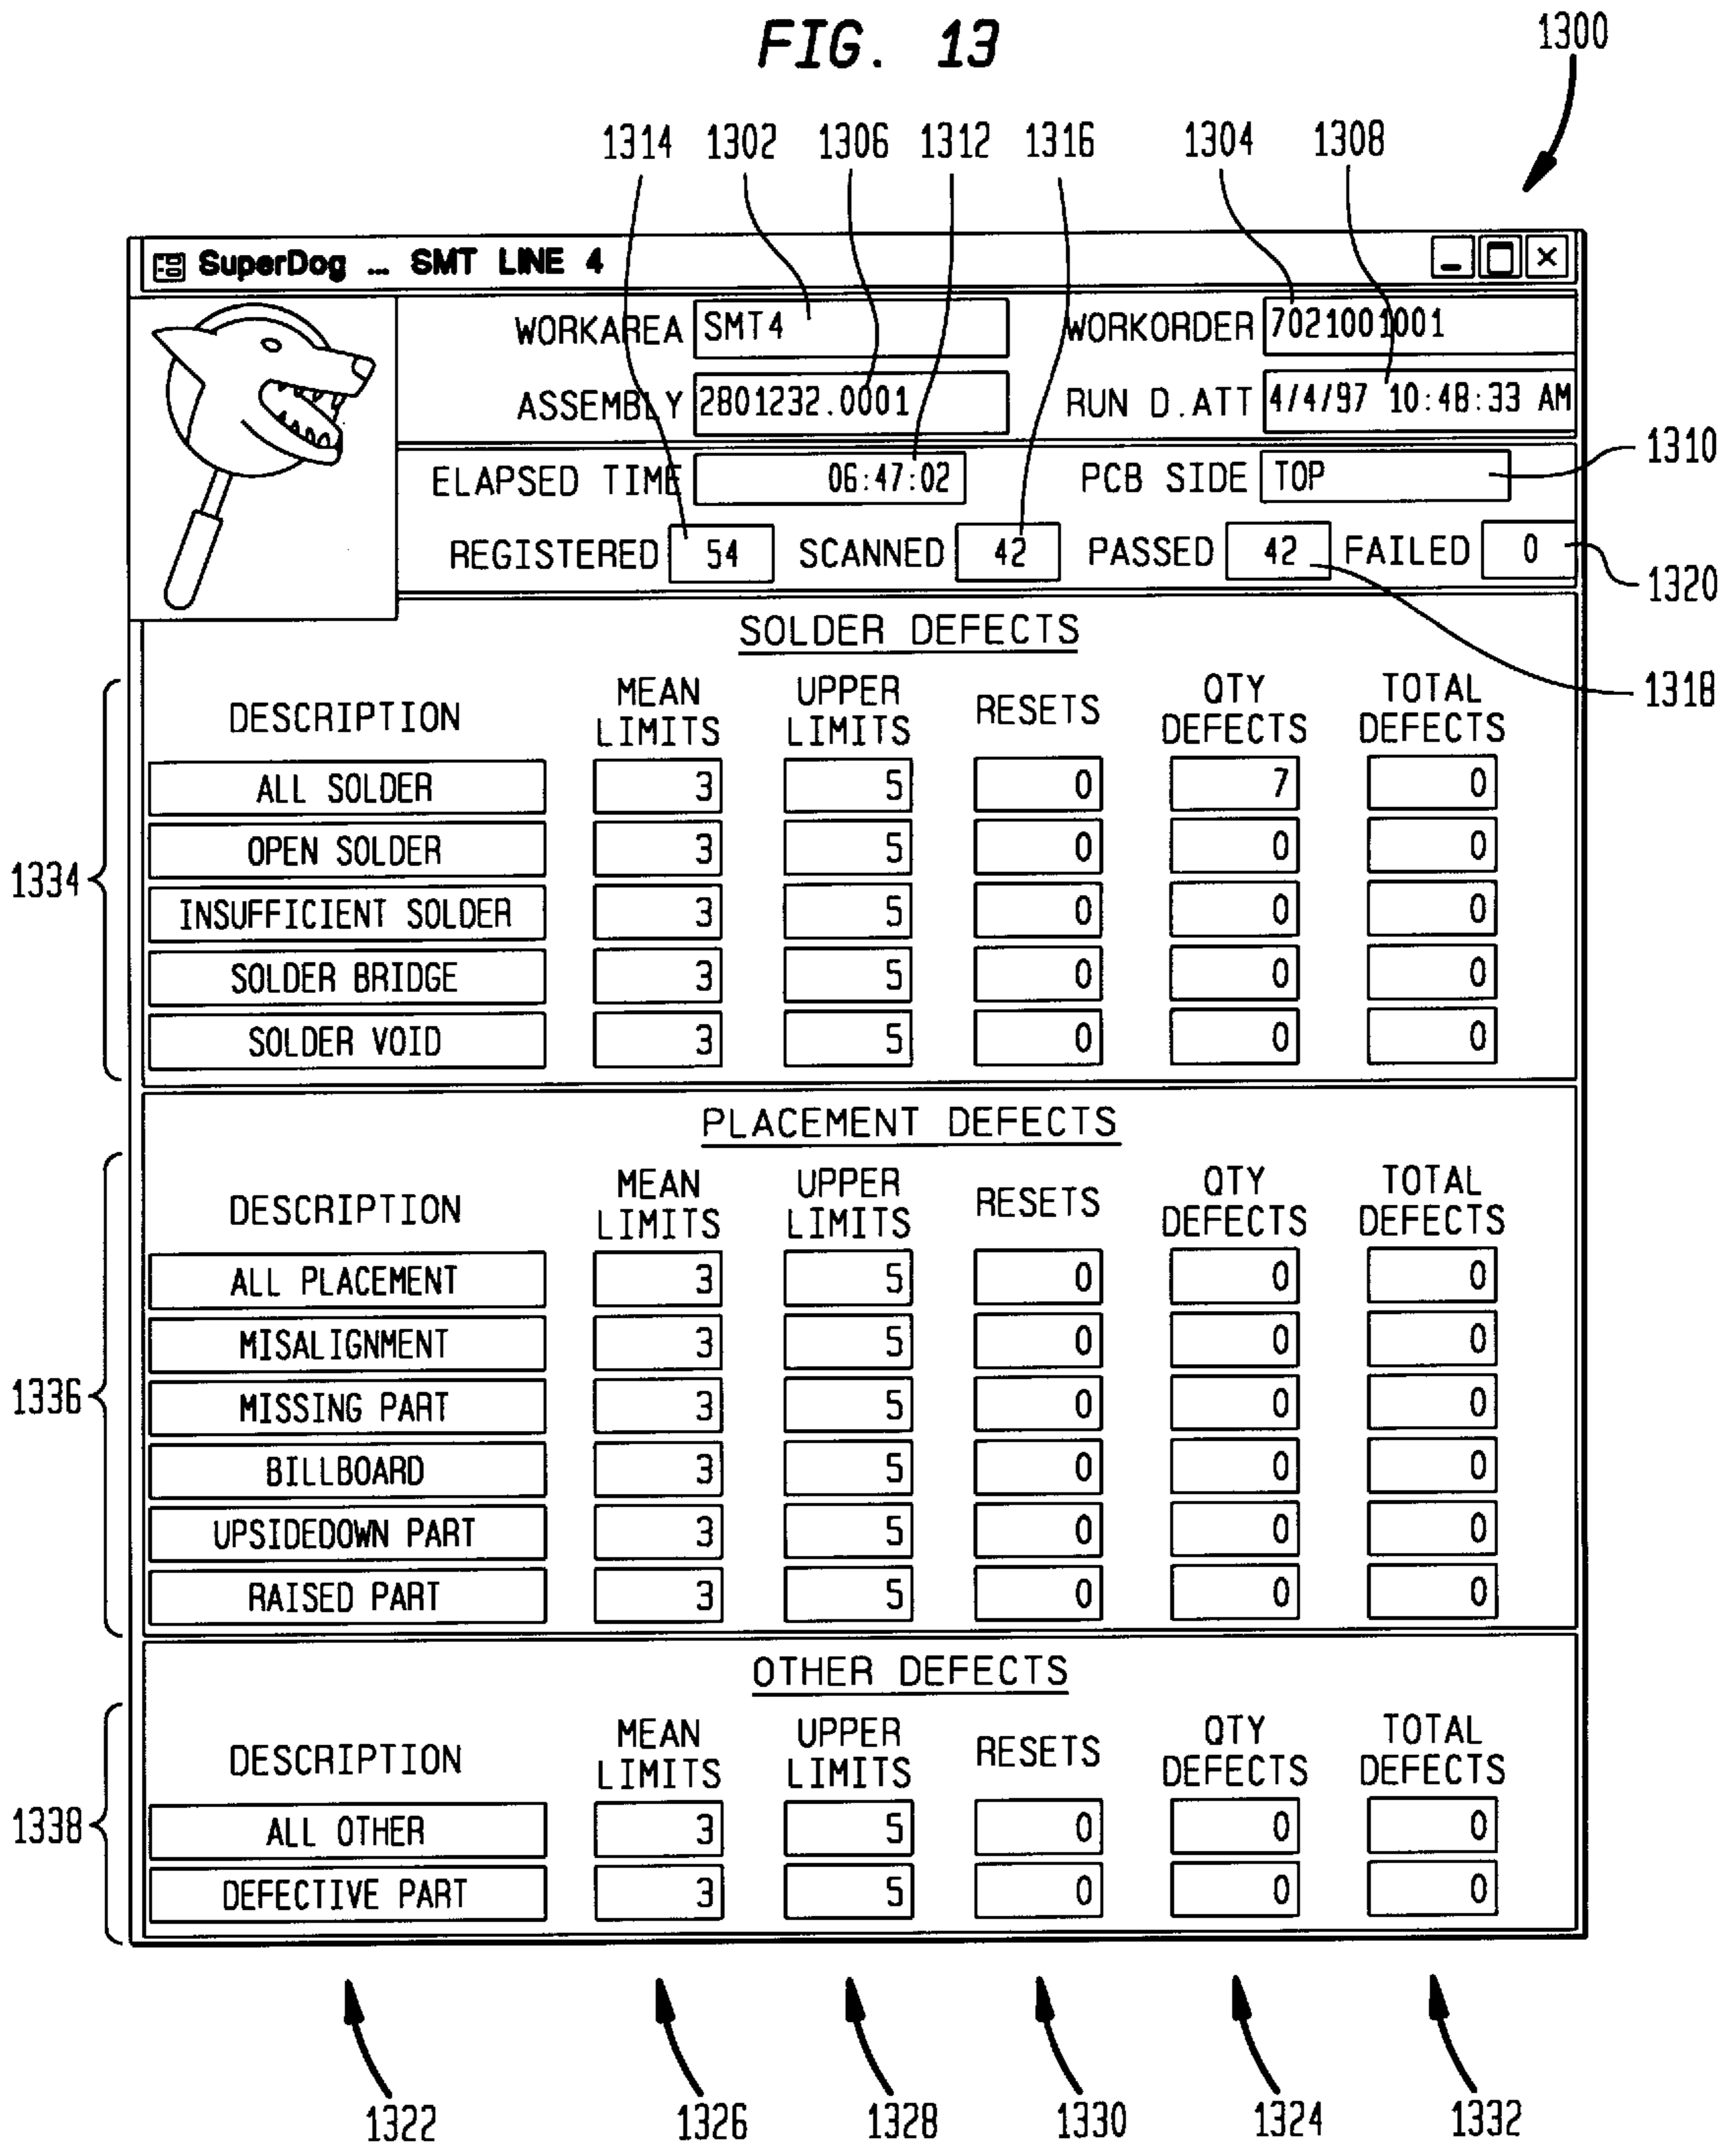 FIG. 13
1300
1314 1302 1306 1312 1316 1304 1308
SuperDog ... SMT LINE 4
WORKAREA SMT4 WORKORDER 7021001001
ASSEMBLY 2801232.0001 RUN D.ATT 4/4/97 10:48:33 AM
1310
ELAPSED TIME 06:47:02 PCB SIDE TOP
REGISTERED 54 SCANNED 42 PASSED 42 FAILED 0
1320
SOLDER DEFECTS
1318
DESCRIPTION MEAN LIMITS UPPER LIMITS RESETS QTY DEFECTS TOTAL DEFECTS
ALL SOLDER 3 5 0 7 0
OPEN SOLDER 3 5 0 0 0
1334
INSUFFICIENT SOLDER 3 5 0 0 0
SOLDER BRIDGE 3 5 0 0 0
SOLDER VOID 3 5 0 0 0
PLACEMENT DEFECTS
DESCRIPTION MEAN LIMITS UPPER LIMITS RESETS QTY DEFECTS TOTAL DEFECTS
ALL PLACEMENT 3 5 0 0 0
MISALIGNMENT 3 5 0 0 0
1336
MISSING PART 3 5 0 0 0
BILLBOARD 3 5 0 0 0
UPSIDEDOWN PART 3 5 0 0 0
RAISED PART 3 5 0 0 0
OTHER DEFECTS
DESCRIPTION MEAN LIMITS UPPER LIMITS RESETS QTY DEFECTS TOTAL DEFECTS
1338
ALL OTHER 3 5 0 0 0
DEFECTIVE PART 3 5 0 0 0
1322 1326 1328 1330 1324 1332